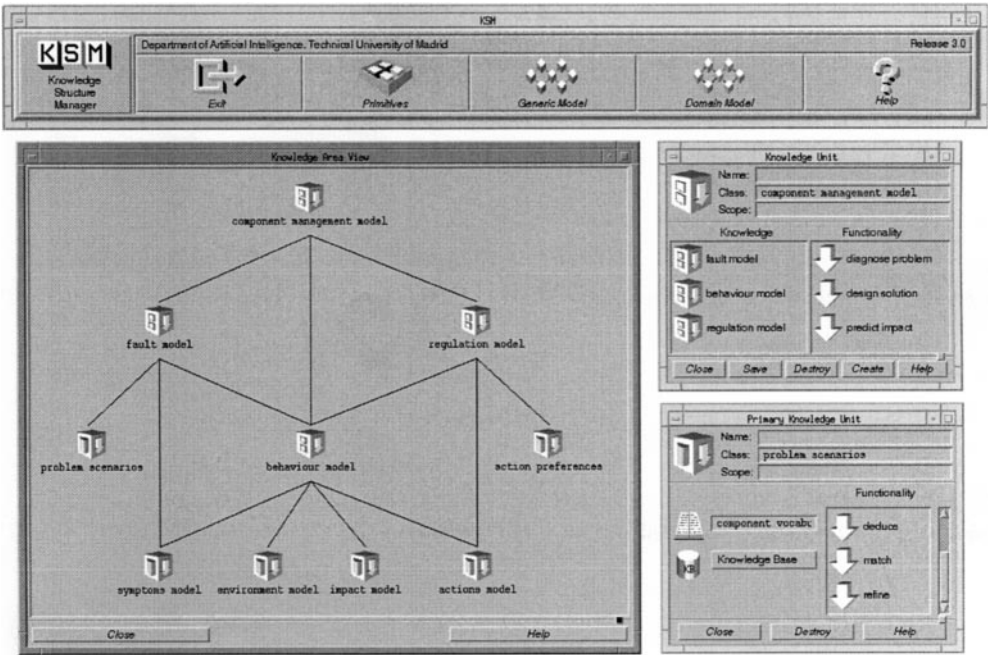 KSM
KSM
Knowledge
Structure
Manager
Department of Artificial Intelligence, Technical University of Madrid
Release 3.0
Exit
Primitives
Generic Model
Domain Model
Help
Knowledge Area View
component management model
fault model
regulation model
problem scenarios
behaviour model
action preferences
symptoms model
environment model
impact model
actions model
Close
Help
Knowledge Unit
Name:
Class: component management model
Scope:
Knowledge
Functionality
fault model
diagnose problem
behaviour model
design solution
regulation model
predict impact
Close
Save
Destroy
Create
Help
Primary Knowledge Unit
Name:
Class: problem scenarios
Scope:
Functionality
component vocabu
deduce
KB
Knowledge Base
match
refine
Close
Destroy
Help